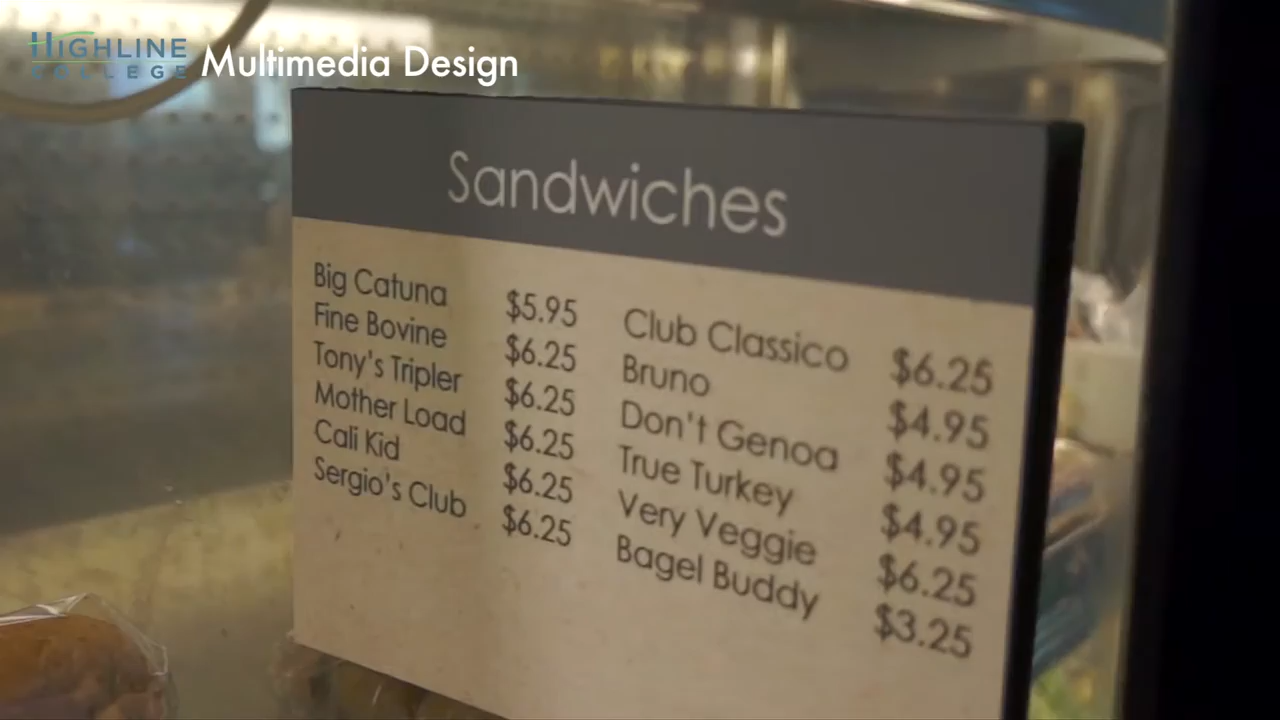 HIGHLINE
COLLEGE
Multimedia Design
Sandwiches
Big Catuna $5.95
Fine Bovine $6.25
Tony's Tripler $6.25
Mother Load $6.25
Cali Kid $6.25
Sergio's Club $6.25
Club Classico $6.25
Bruno $4.95
Don't Genoa $4.95
True Turkey $4.95
Very Veggie $6.25
Bagel Buddy $3.25